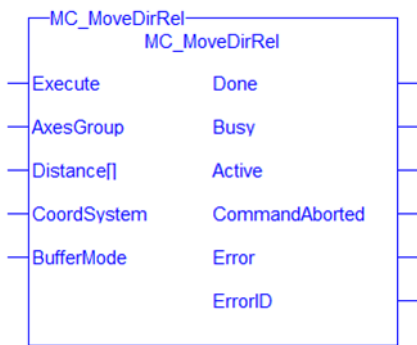 MC_MoveDirRel
MC_MoveDirRel
Execute Done
AxesGroup Busy
Distance[] Active
CoordSystem CommandAborted
BufferMode Error
ErrorID